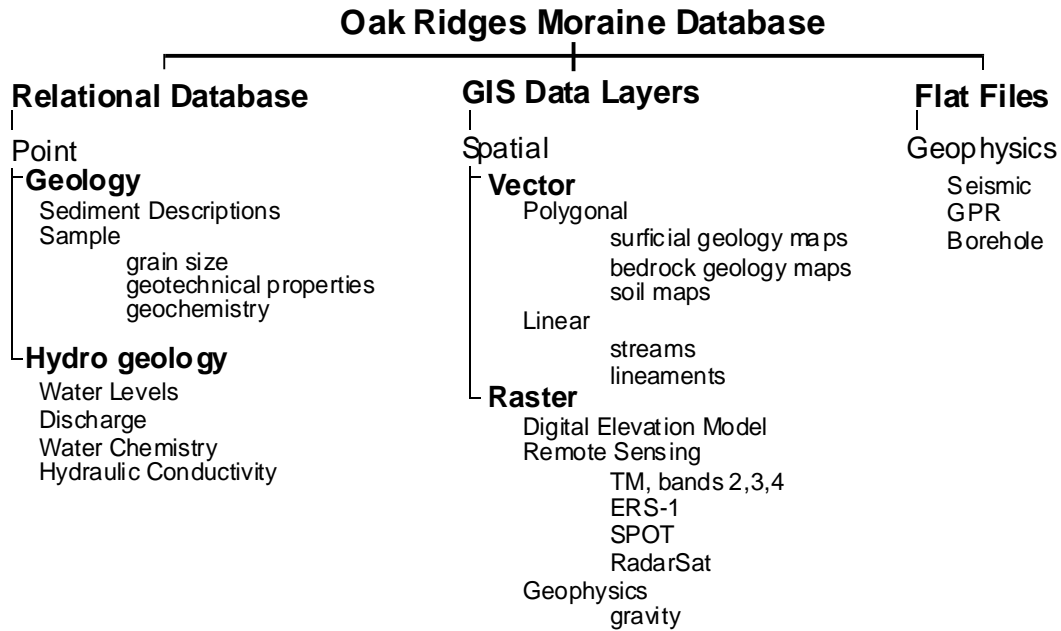 Oak Ridges Moraine Database
Relational Database
Point
Geology
Sediment Descriptions
Sample
grain size
geotechnical properties
geochemistry
Hydro geology
Water Levels
Discharge
Water Chemistry
Hydraulic Conductivity
GIS Data Layers
Spatial
Vector
Polygonal
surficial geology maps
bedrock geology maps
soil maps
Linear
streams
lineaments
Raster
Digital Elevation Model
Remote Sensing
TM, bands 2,3,4
ERS-1
SPOT
RadarSat
Geophysics
gravity
Flat Files
Geophysics
Seismic
GPR
Borehole